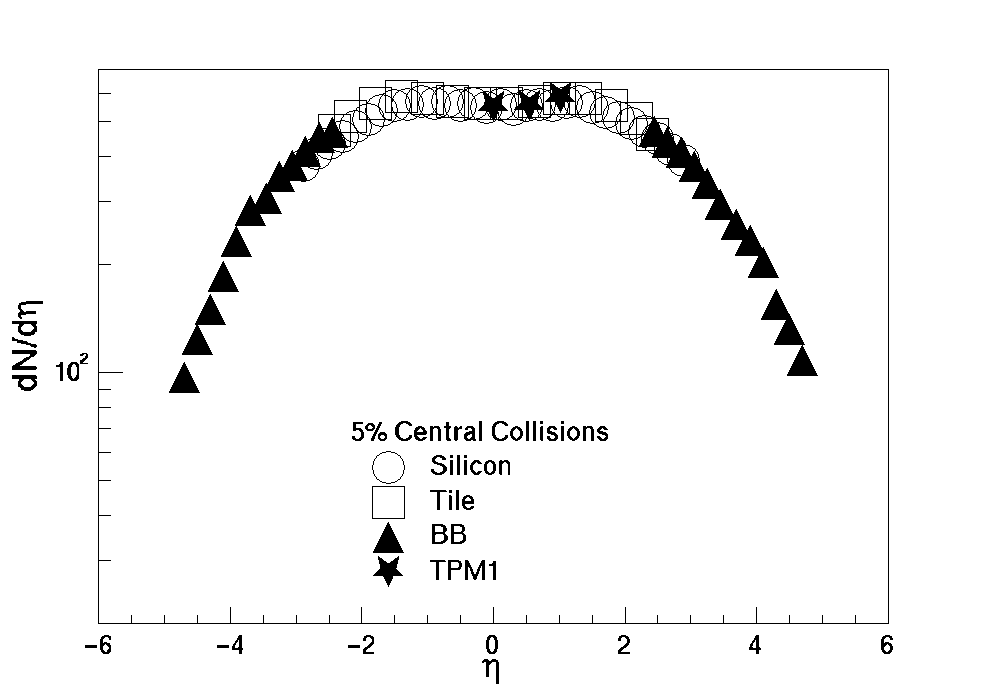 dN/dη
10²
5% Central Collisions
Silicon
Tile
BB
TPM1
−6 −4 −2 0 2 4 6
η